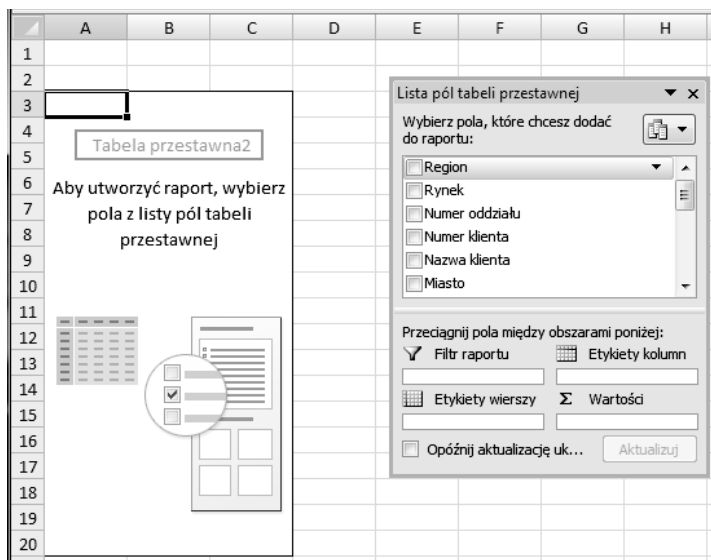 A B C D E F G H
1
2
3
4
5
6
7
8
9
10
11
12
13
14
15
16
17
18
19
20
Tabela przestawna2
Aby utworzyć raport, wybierz
pola z listy pól tabeli
przestawnej
Lista pól tabeli przestawnej
Wybierz pola, które chcesz dodać
do raportu:
Region
Rynek
Numer oddziału
Numer klienta
Nazwa klienta
Miasto
Przeciągnij pola między obszarami poniżej:
Filtr raportu Etykiety kolumn
Etykiety wierszy Σ Wartości
Opóźnij aktualizację uk... Aktualizuj